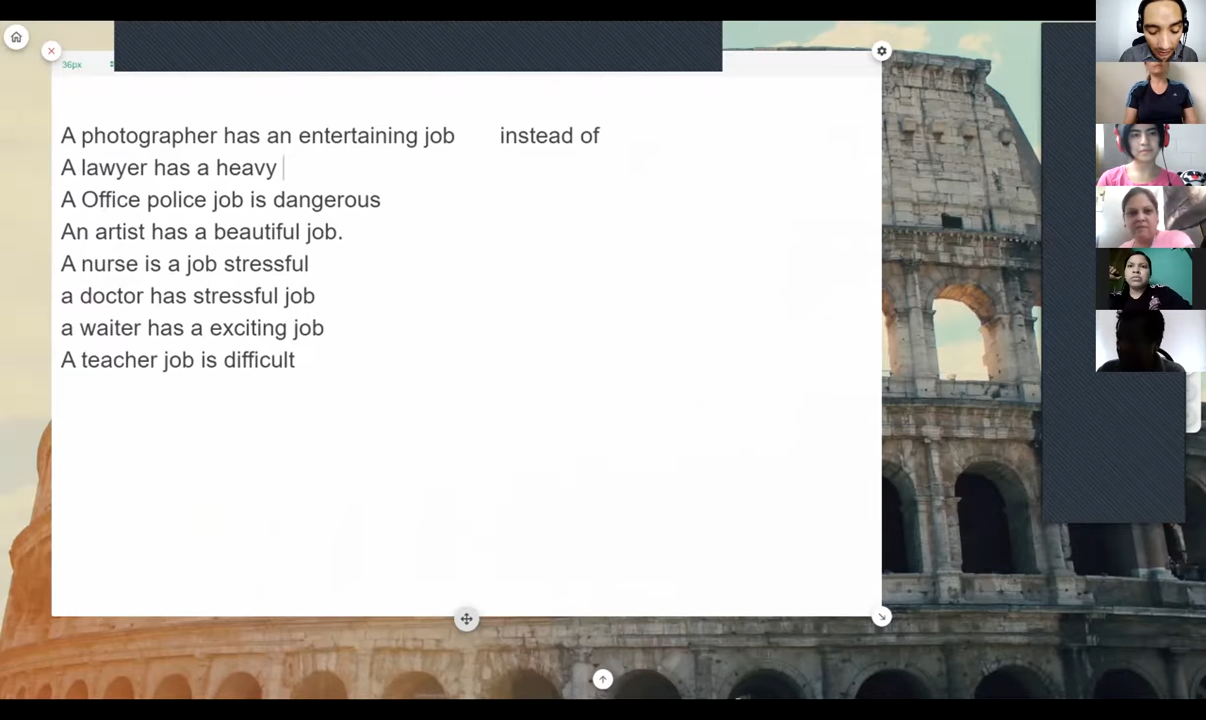 36px
A photographer has an entertaining job instead of
A lawyer has a heavy
A Office police job is dangerous
An artist has a beautiful job.
A nurse is a job stressful
a doctor has stressful job
a waiter has a exciting job
A teacher job is difficult